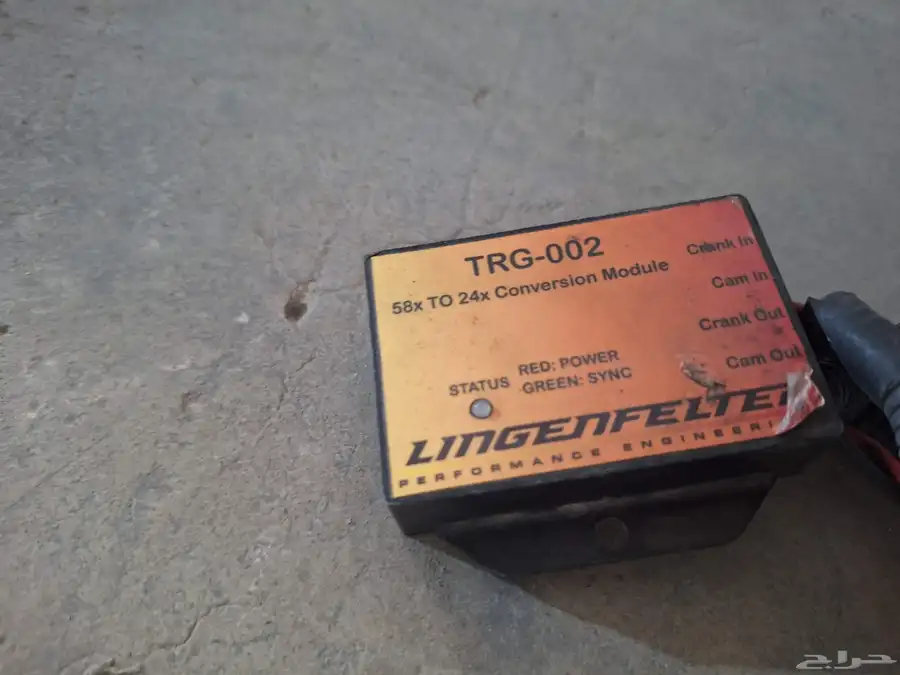 TRG-002
58x TO 24x Conversion Module
Crank In
Cam In
Crank Out
Cam Out
STATUS
RED: POWER
GREEN: SYNC
LINGENFELTER
PERFORMANCE ENGINEERI
حراج